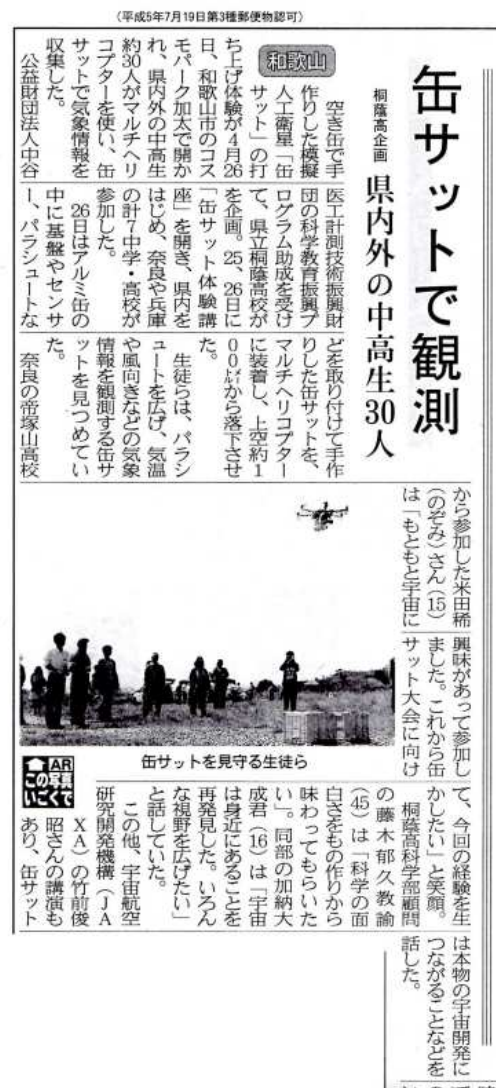 (平成5年7月19日第3種郵便物認可)
缶サットで観測
桐蔭高企画
県内外の中高生30人
和歌山
空き缶で手
作りした模擬
人工衛星「缶
サット」の打
ち上げ体験が4月26
日、和歌山市のコス
モパーク加太で開か
れ、県内外の中高生
約30人がマルチヘリ
コプターを使い、缶
サットで気象情報を
収集した。
公益財団法人中谷
医工計測技術振興財
団の科学教育振興プ
ログラム助成を受け
て、県立桐蔭高校が
を企画。25、26日に
「缶サット体験講
座」を開き、県内を
はじめ、奈良や兵庫
の計7中学・高校が
参加した。
26日はアルミ缶の
中に基盤やセンサ
ー、パラシュートな
どを取り付けて手作
りした缶サットを、
マルチヘリコプター
に装着し、上空約1
00㍍から落下させ
た。
生徒らは、パラシ
ュートを広げ、気温
や風向きなどの気象
情報を観測する缶サ
ットを見つめてい
た。
奈良の帝塚山高校
から参加した米田稀
(のぞみ)さん(15)
は「もともと宇宙に
興味があって参加し
ました。これから缶
サット大会に向け
て、今回の経験を生
かしたい」と笑顔。
桐蔭高科学部顧問
の藤木郁久教諭
(45)は「科学の面
白さをもの作りから
味わってもらいた
い」。同部の加納大
成君(16)は「宇宙
は身近にあることを
再発見した。いろん
な視野を広げたい」
と話していた。
この他、宇宙航空
研究開発機構(JA
XA)の竹前俊
昭さんの講演も
あり、缶サット
は本物の宇宙開発に
つながることなどを
話した。
缶サットを見守る生徒ら
AR
この写真
いごくで